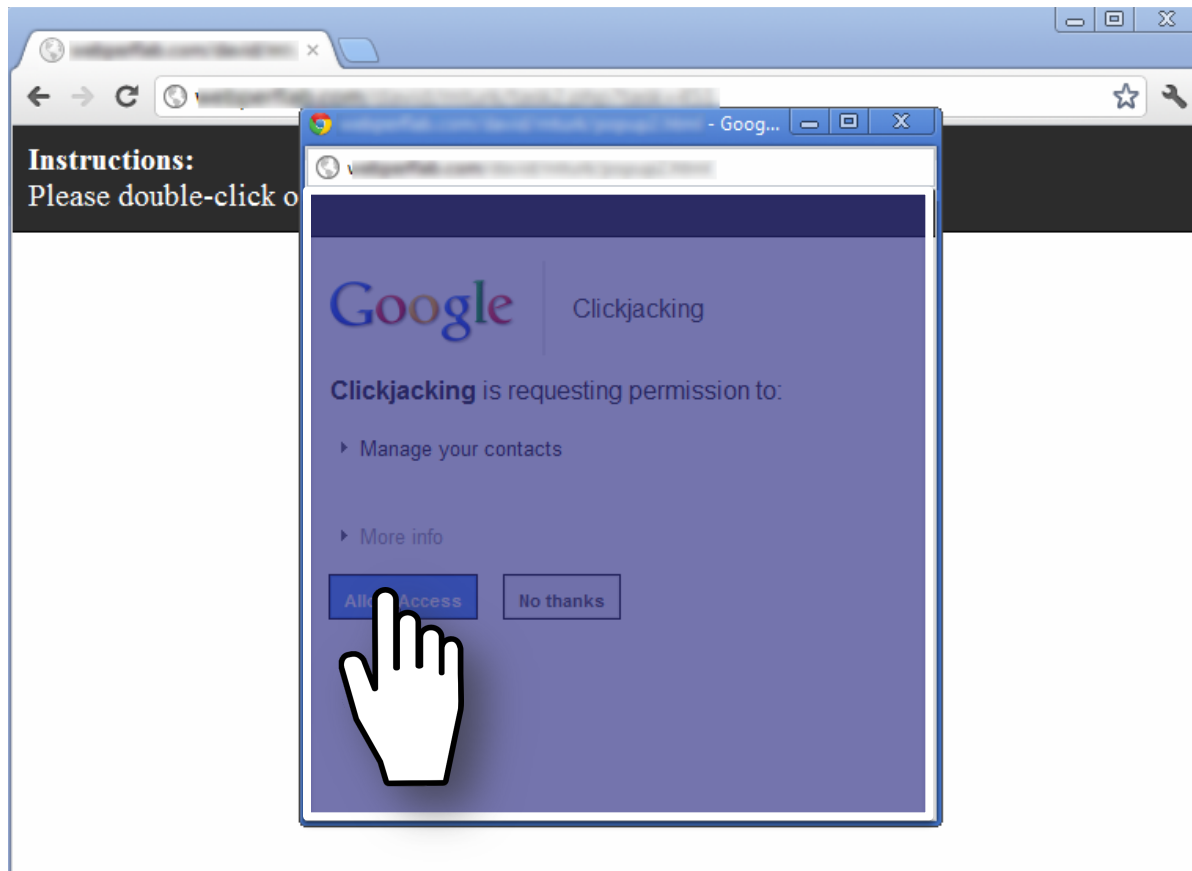 - Goog...
Instructions:
Please double-click o
Google
Clickjacking
Clickjacking is requesting permission to:
Manage your contacts
More info
Access
No thanks